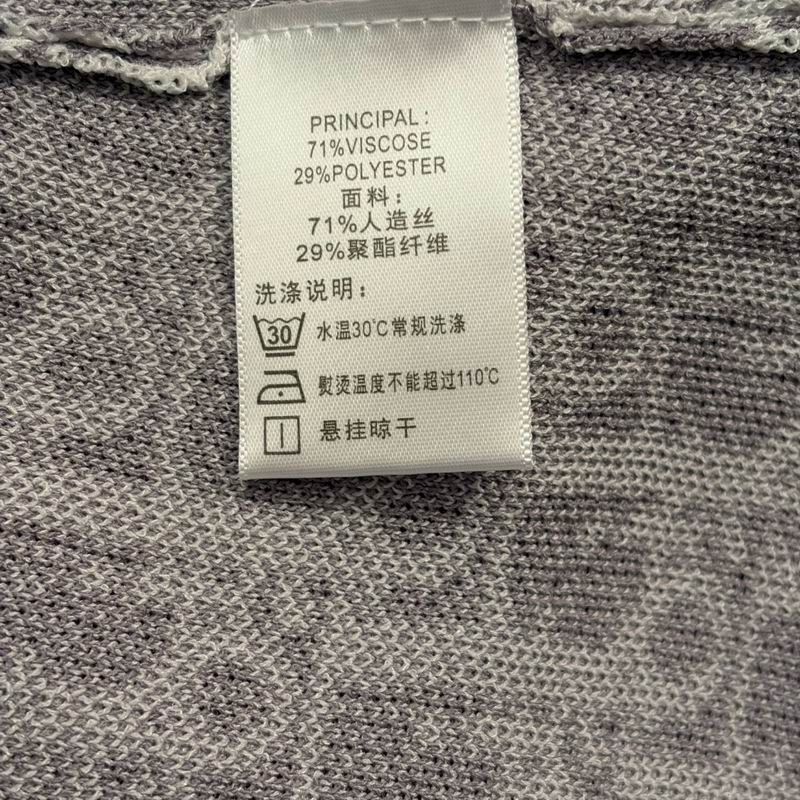 PRINCIPAL:
71%VISCOSE
29%POLYESTER
面料:
71%人造丝
29%聚酯纤维
洗涤说明:
30 水温30℃常规洗涤
熨烫温度不能超过110℃
悬挂晾干